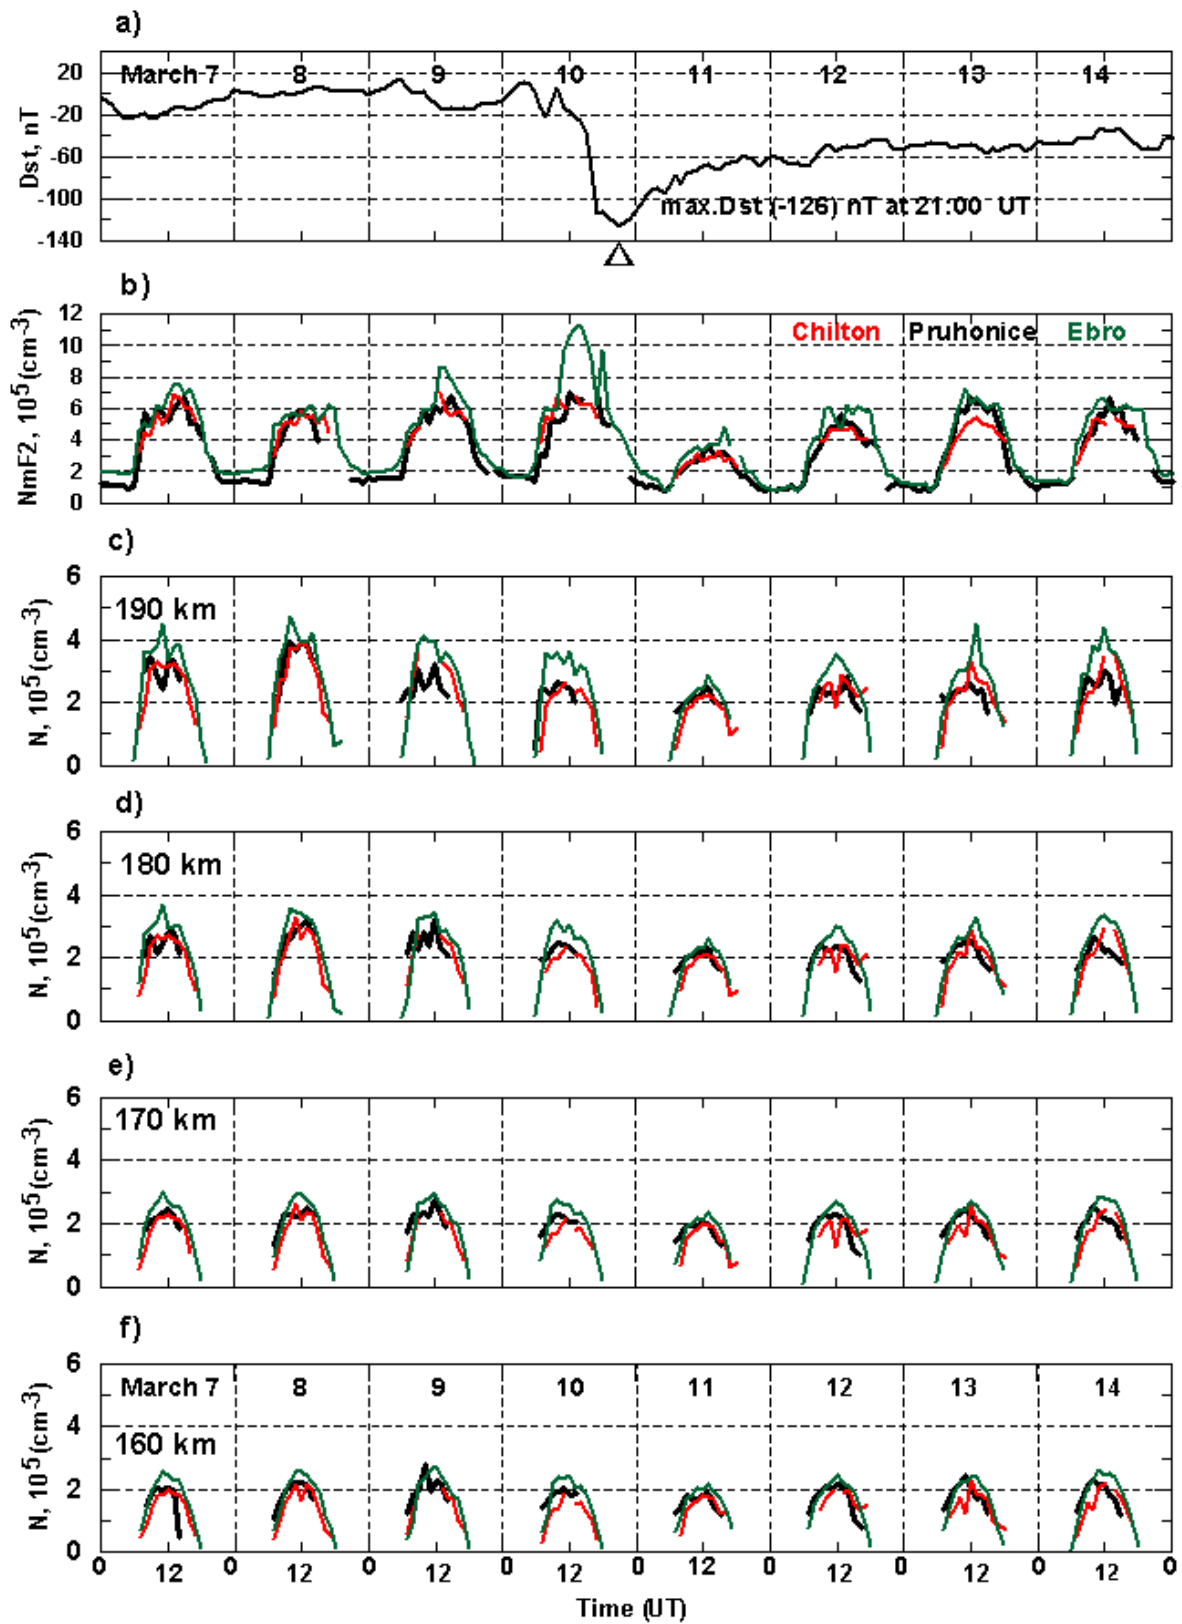 a)
20
-20
-60
-100
-140
Dst, nT
March 7 8 9 10 11 12 13 14
max.Dst (-126) nT at 21:00 UT
b)
12
10
8
6
4
2
0
NmF2, 10^5 (cm^-3)
Chilton Pruhonice Ebro
c)
6
4
2
0
N, 10^5 (cm^-3)
190 km
d)
6
4
2
0
N, 10^5 (cm^-3)
180 km
e)
6
4
2
0
N, 10^5 (cm^-3)
170 km
f)
6
4
2
0
N, 10^5 (cm^-3)
March 7 8 9 10 11 12 13 14
160 km
0 12 0 12 0 12 0 12 0 12 0 12 0 12 0 12 0
Time (UT)